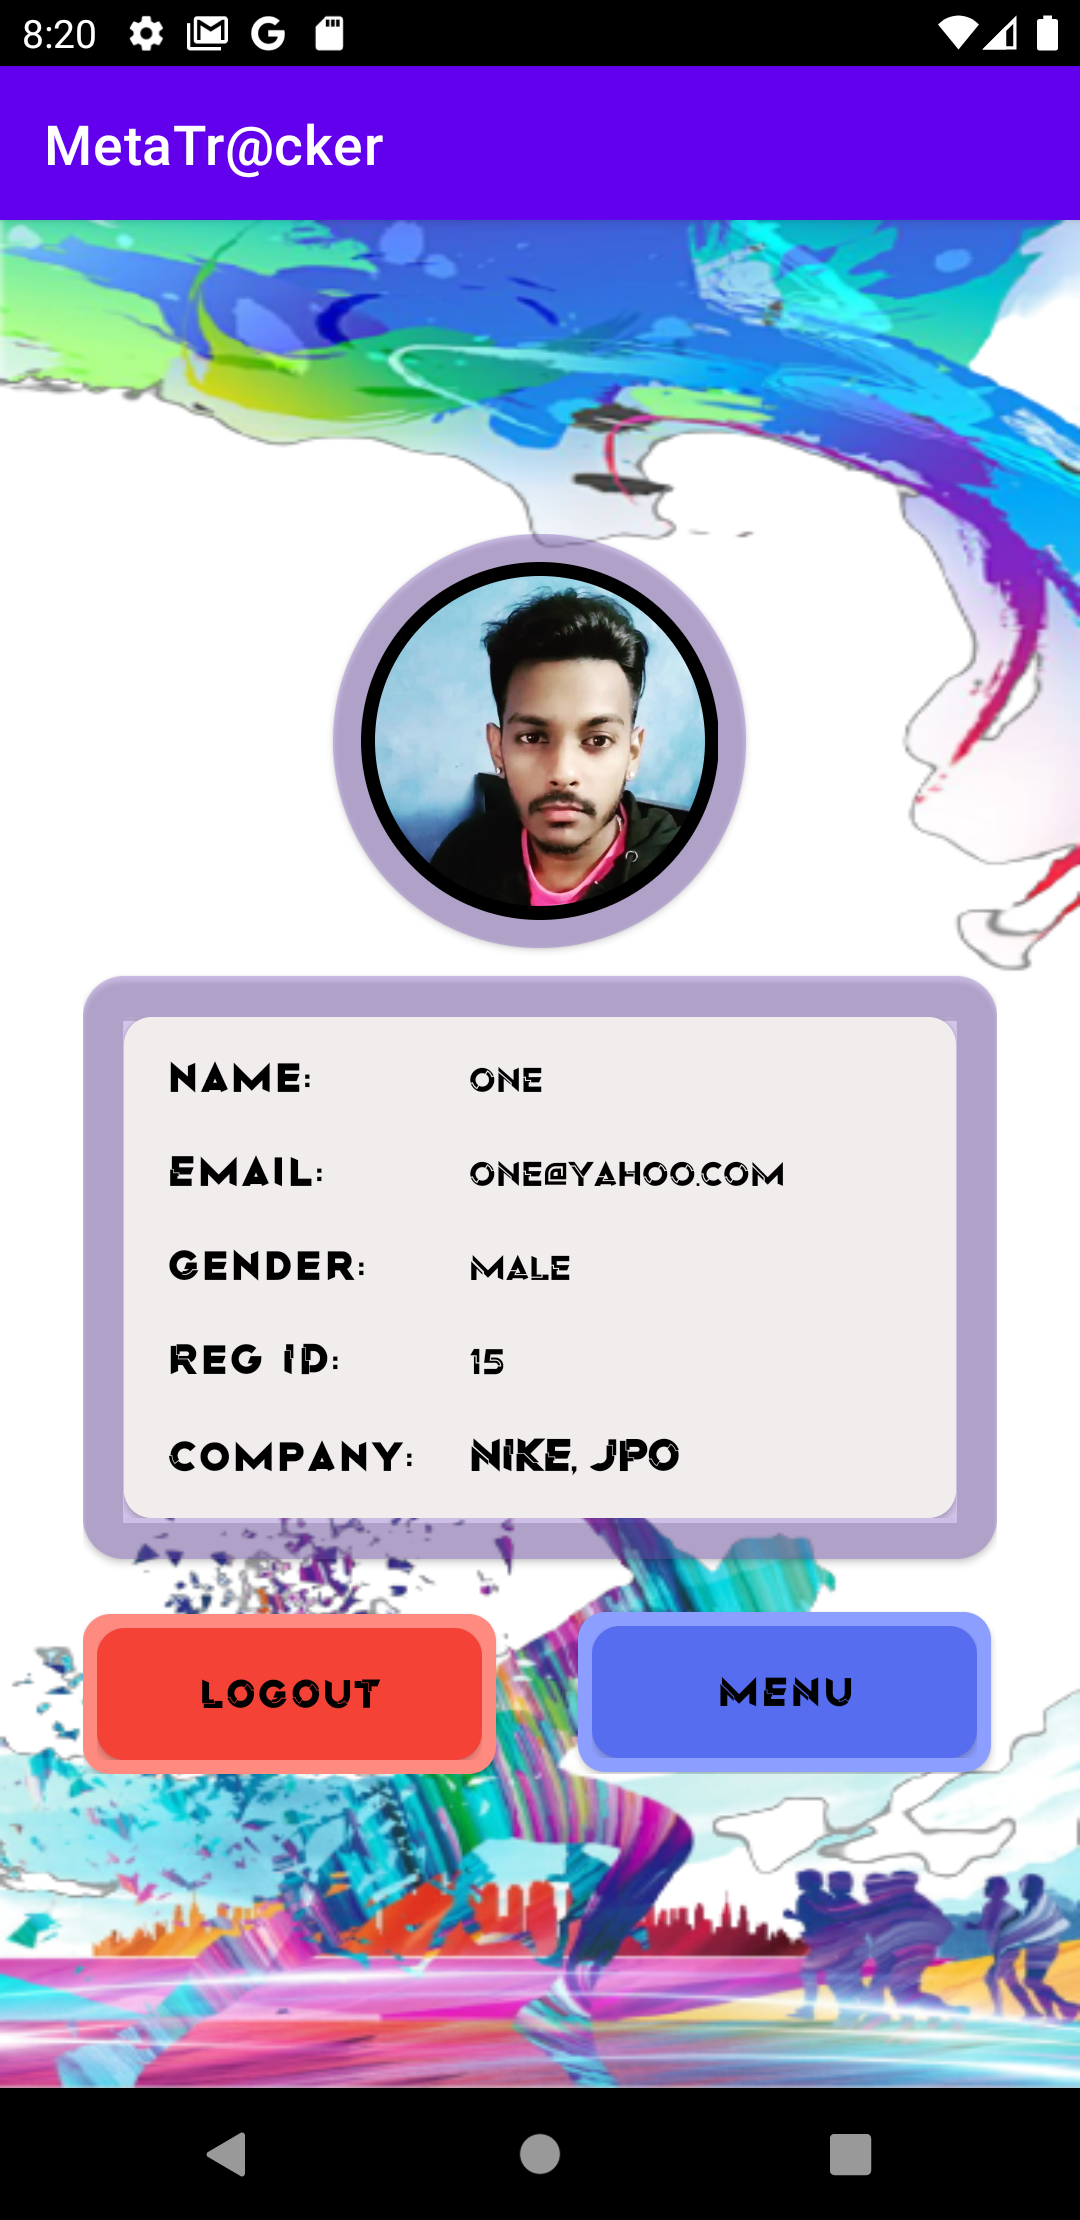 8:20
MetaTr@cker
NAME: ONE
EMAIL: ONE@YAHOO.COM
GENDER: MALE
REG ID: 15
COMPANY: NIKE, JPO
LOGOUT MENU